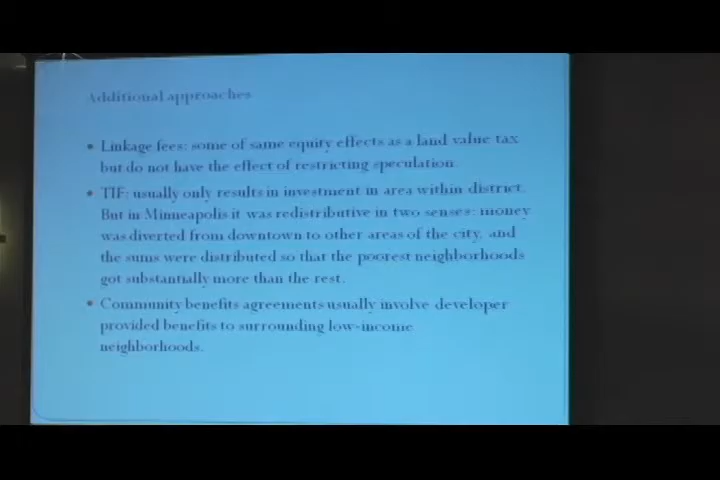 Additional approaches
Linkage fees: some of same equity effects as a land value tax
but do not have the effect of restricting speculation.
TIF: usually only results in investment in area within district.
But in Minneapolis it was redistributive in two senses: money
was diverted from downtown to other areas of the city, and
the sums were distributed so that the poorest neighborhoods
got substantially more than the rest.
Community benefits agreements usually involve developer
provided benefits to surrounding low-income
neighborhoods.